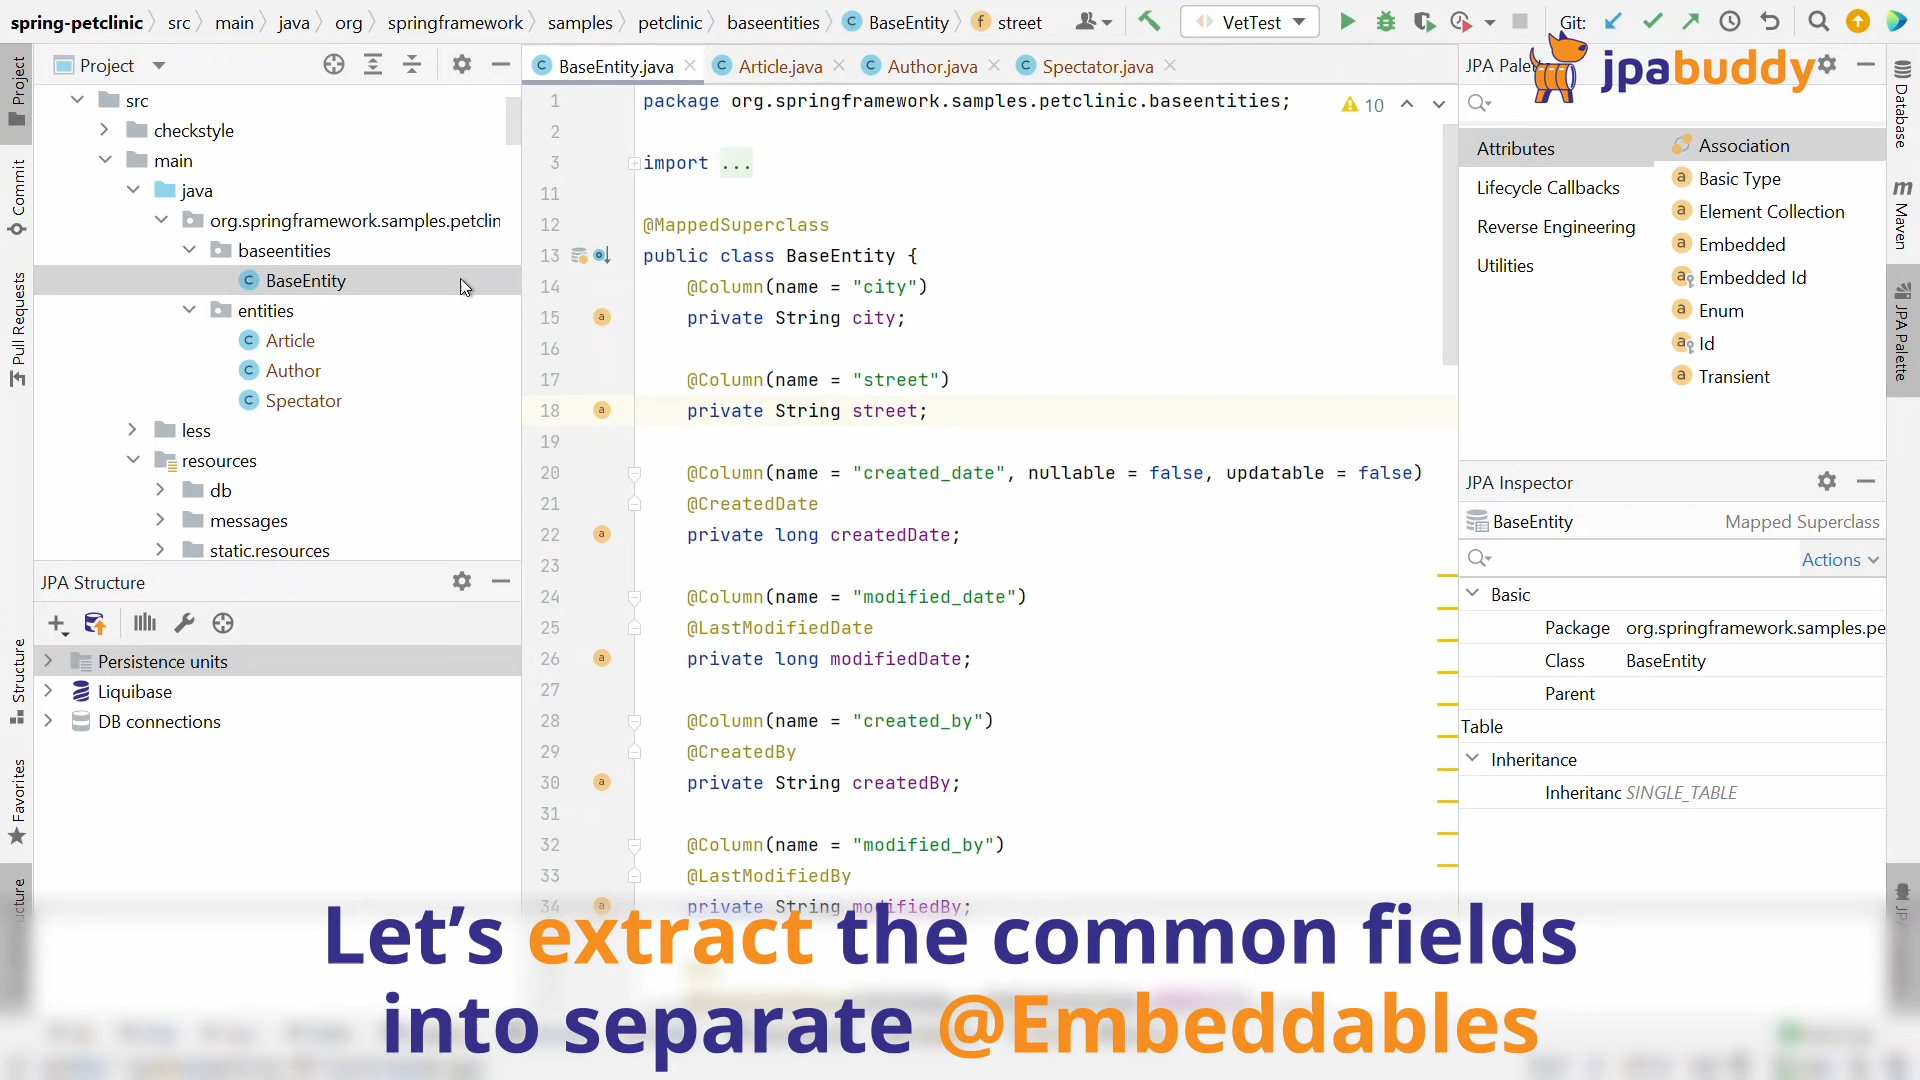 spring-petclinic src main java org springframework samples petclinic baseentities BaseEntity street VetTest Git:
Project
BaseEntity.java Article.java Author.java Spectator.java
JPA Pale
jpabuddy
Project
Commit
Pull Requests
Structure
Favorites
src
checkstyle
main
java
org.springframework.samples.petclin
baseentities
BaseEntity
entities
Article
Author
Spectator
less
resources
db
messages
static.resources
JPA Structure
Persistence units
Liquibase
DB connections
10
1 package org.springframework.samples.petclinic.baseentities;
2
3 import ...
11
12 @MappedSuperclass
13 public class BaseEntity {
14 @Column(name = "city")
15 private String city;
16
17 @Column(name = "street")
18 private String street;
19
20 @Column(name = "created_date", nullable = false, updatable = false)
21 @CreatedDate
22 private long createdDate;
23
24 @Column(name = "modified_date")
25 @LastModifiedDate
26 private long modifiedDate;
27
28 @Column(name = "created_by")
29 @CreatedBy
30 private String createdBy;
31
32 @Column(name = "modified_by")
33 @LastModifiedBy
34 private String modifiedBy;
Attributes
Lifecycle Callbacks
Reverse Engineering
Utilities
Association
Basic Type
Element Collection
Embedded
Embedded Id
Enum
Id
Transient
JPA Inspector
BaseEntity Mapped Superclass
Actions
Basic
Package org.springframework.samples.pe
Class BaseEntity
Parent
Table
Inheritance
Inheritanc SINGLE_TABLE
Database
Maven
JPA Palette
Let's extract the common fields
into separate @Embeddables